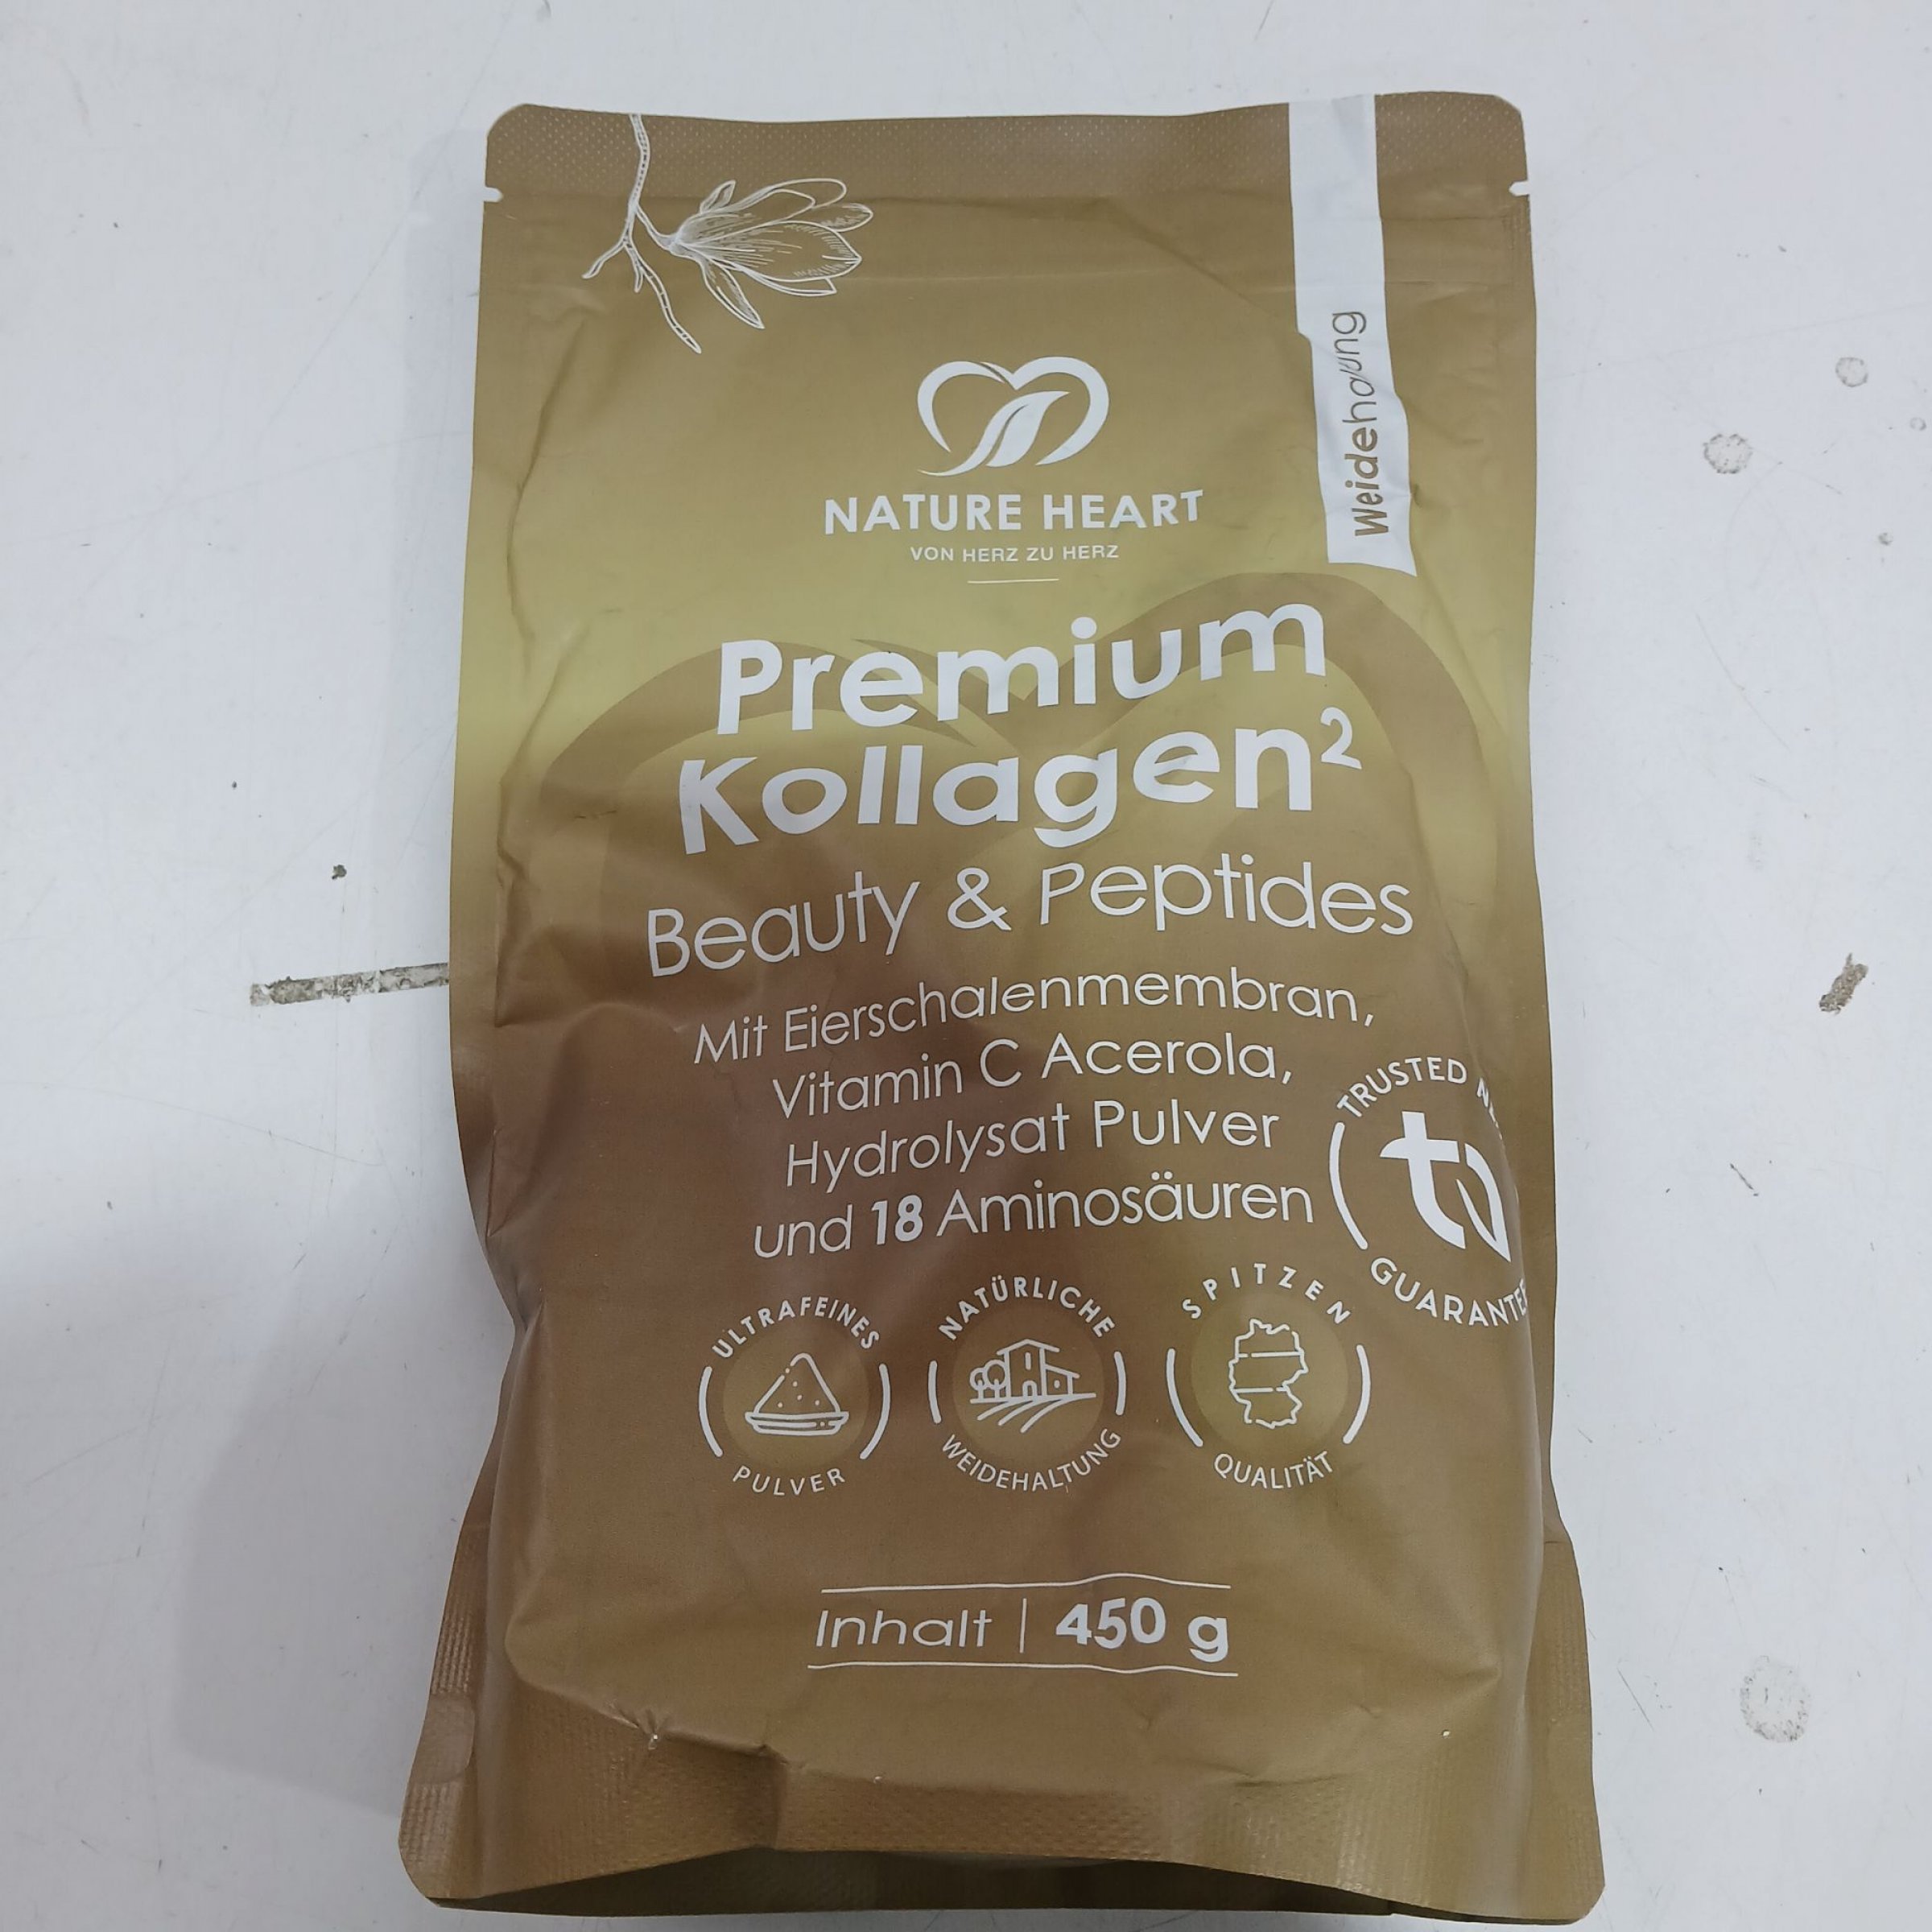 Weidehaltung
NATURE HEART
VON HERZ ZU HERZ
Premium
Kollagen²
Beauty & Peptides
Mit Eierschalenmembran,
Vitamin C Acerola,
Hydrolysat Pulver
und 18 Aminosäuren
TRUSTED
GUARANTEE
ULTRAFEINES
PULVER
NATÜRLICHE
WEIDEHALTUNG
SPITZEN
QUALITÄT
Inhalt | 450 g